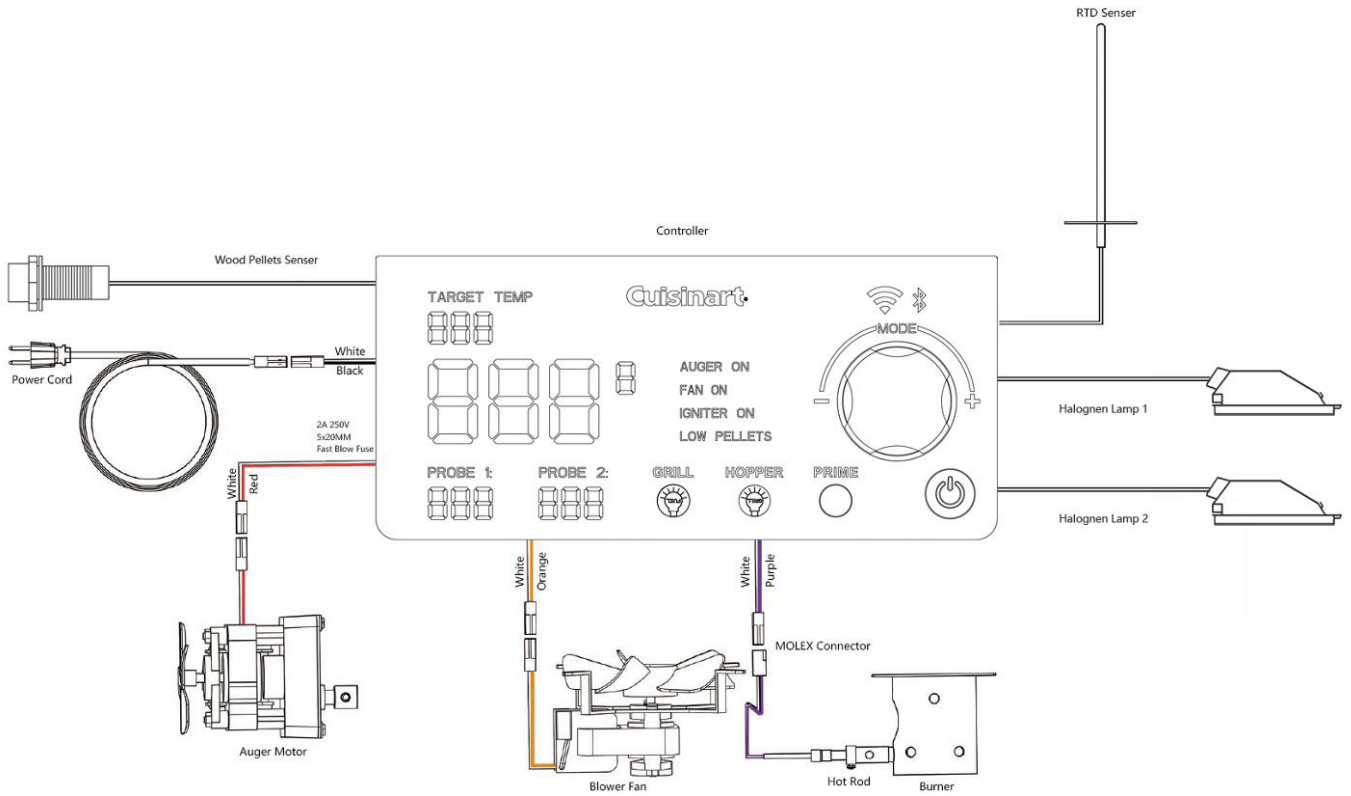 RTD Senser
Controller
Wood Pellets Senser
TARGET TEMP
Cuisinart
MODE
White
Black
Power Cord
AUGER ON
FAN ON
IGNITER ON
LOW PELLETS
- +
Halognen Lamp 1
2A 250V
5x20MM
Fast Blow Fuse
White
Red
PROBE 1:
PROBE 2:
GRILL
HOPPER
PRIME
Halognen Lamp 2
White
Orange
White
Purple
MOLEX Connector
Auger Motor
Blower Fan
Hot Rod
Burner